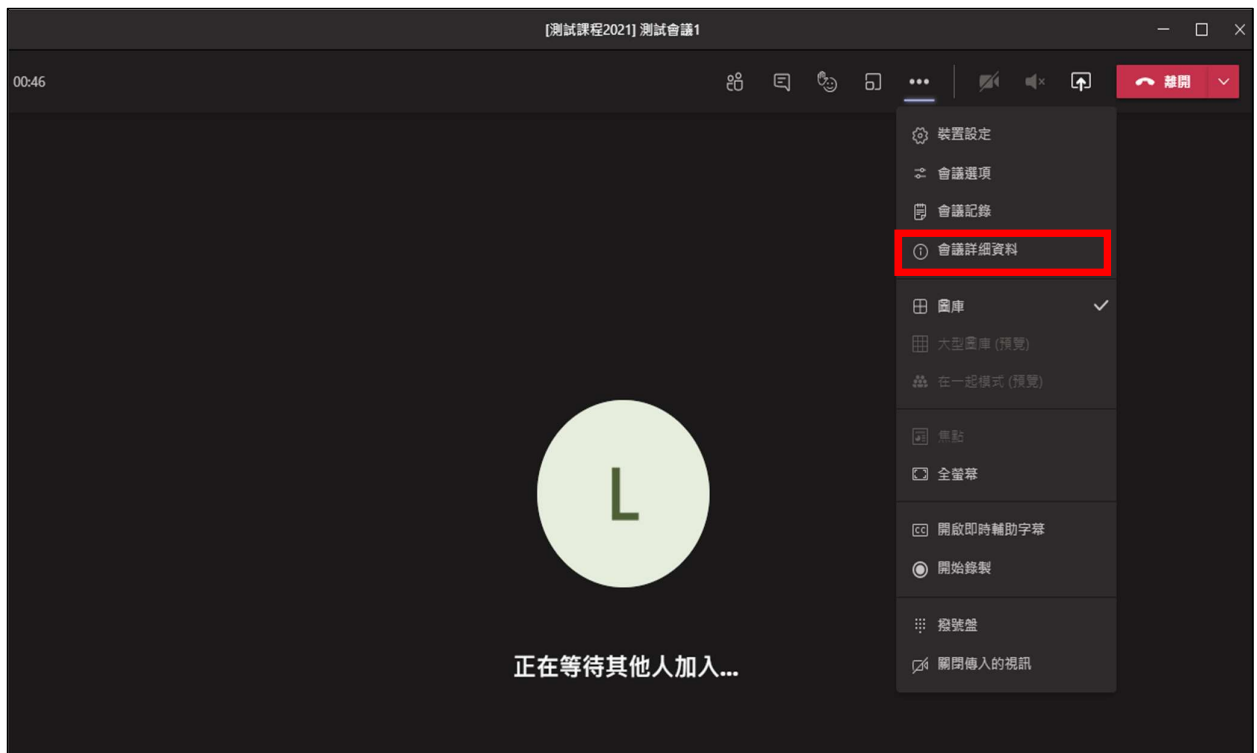 [測試課程2021] 測試會議1
00:46
離開
裝置設定
會議選項
會議記錄
會議詳細資料
圖庫
大型圖庫 (預覽)
在一起模式 (預覽)
焦點
全螢幕
CC 開啟即時輔助字幕
開始錄製
撥號盤
關閉傳入的視訊
L
正在等待其他人加入...